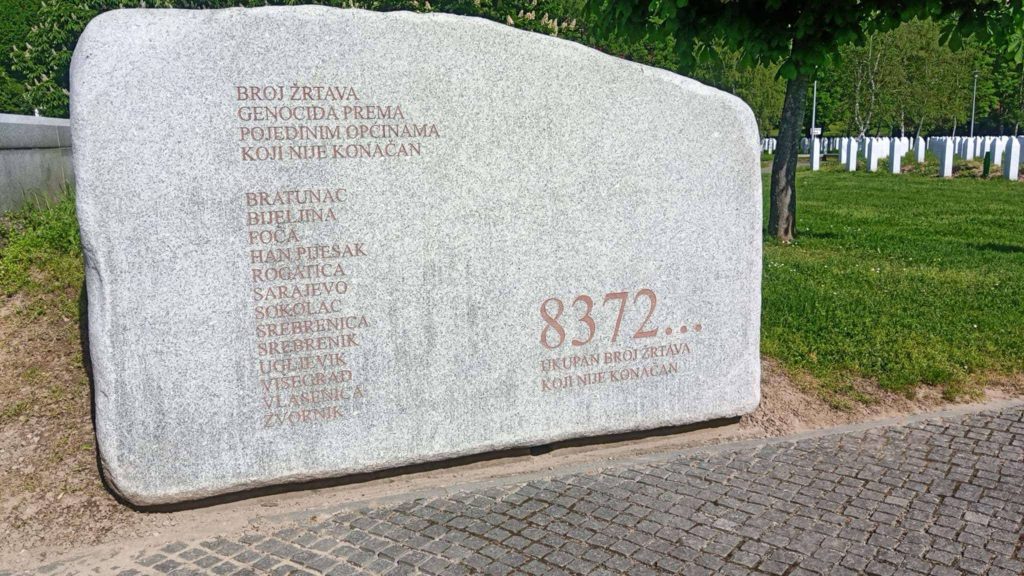 BROJ ŽRTAVA
GENOCIDA PREMA
POJEDINIM OPĆINAMA
KOJI NIJE KONAČAN
BRATUNAC
BIJELJINA
FOČA
HAN PIJESAK
ROGATICA
SARAJEVO
SOKOLAC
SREBRENICA
SREBRENIK
UGLJEVIK
VIŠEGRAD
VLASENICA
ZVORNIK
8372...
UKUPAN BROJ ŽRTAVA
KOJI NIJE KONAČAN